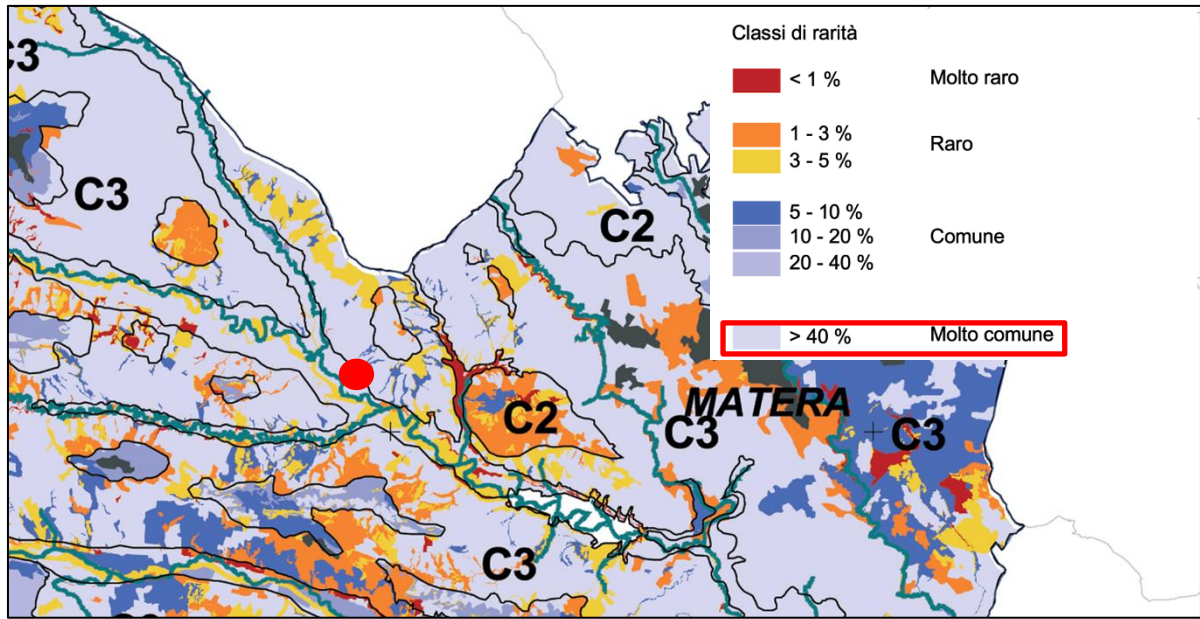 Classi di rarità
< 1 % Molto raro
1 - 3 %
Raro
3 - 5 %
5 - 10 %
10 - 20 % Comune
20 - 40 %
> 40 % Molto comune
C3
C3
C2
MATERA
C2
C3
C3
C3